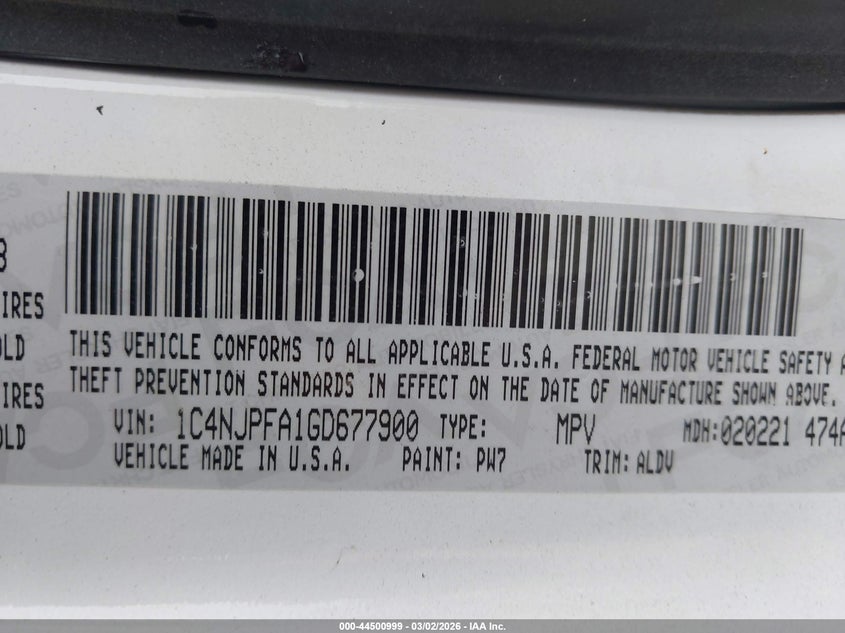 8
IRES
OLD
IRES
OLD
THIS VEHICLE CONFORMS TO ALL APPLICABLE U.S.A. FEDERAL MOTOR VEHICLE SAFETY A
THEFT PREVENTION STANDARDS IN EFFECT ON THE DATE OF MANUFACTURE SHOWN ABOVE.
VIN: 1C4NJPFA1GD677900 TYPE: MPV MDH:020221 474A
VEHICLE MADE IN U.S.A. PAINT: PW7 TRIM: ALDV
000-44500999 - 03/02/2026 - IAA Inc.